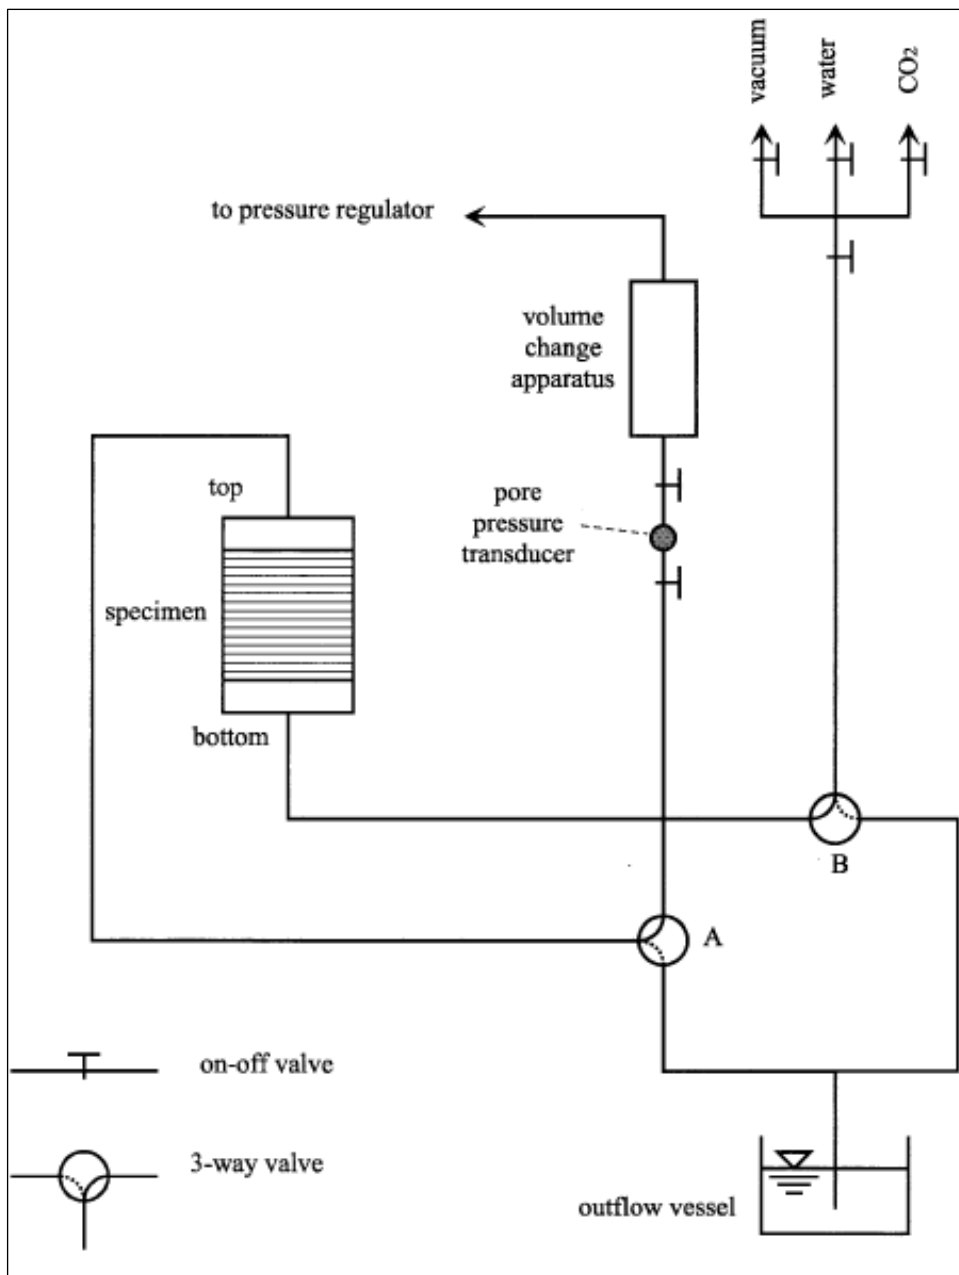 vacuum
water
CO₂
to pressure regulator
volume
change
apparatus
top
pore
pressure
transducer
specimen
bottom
B
A
on-off valve
3-way valve
outflow vessel